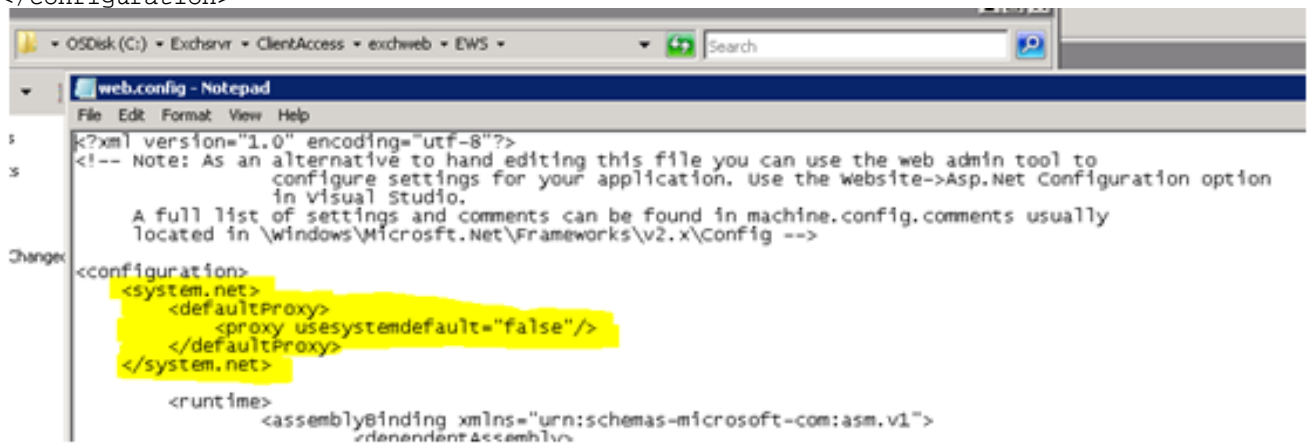 </configuration>
OSDisk (C:) ▾ Exchsrvr ▾ ClientAccess ▾ exchweb ▾ EWS ▾
Search
web.config - Notepad
File Edit Format View Help
<?xml version="1.0" encoding="utf-8"?>
<!-- Note: As an alternative to hand editing this file you can use the web admin tool to
configure settings for your application. Use the Website->Asp.Net Configuration option
in Visual Studio.
A full list of settings and comments can be found in machine.config.comments usually
located in \Windows\Microsft.Net\Frameworks\v2.x\Config -->
<configuration>
<system.net>
<defaultProxy>
<proxy usesystemdefault="false"/>
</defaultProxy>
</system.net>
<runtime>
<assemblyBinding xmlns="urn:schemas-microsoft-com:asm.v1">
<dependentAssembly>